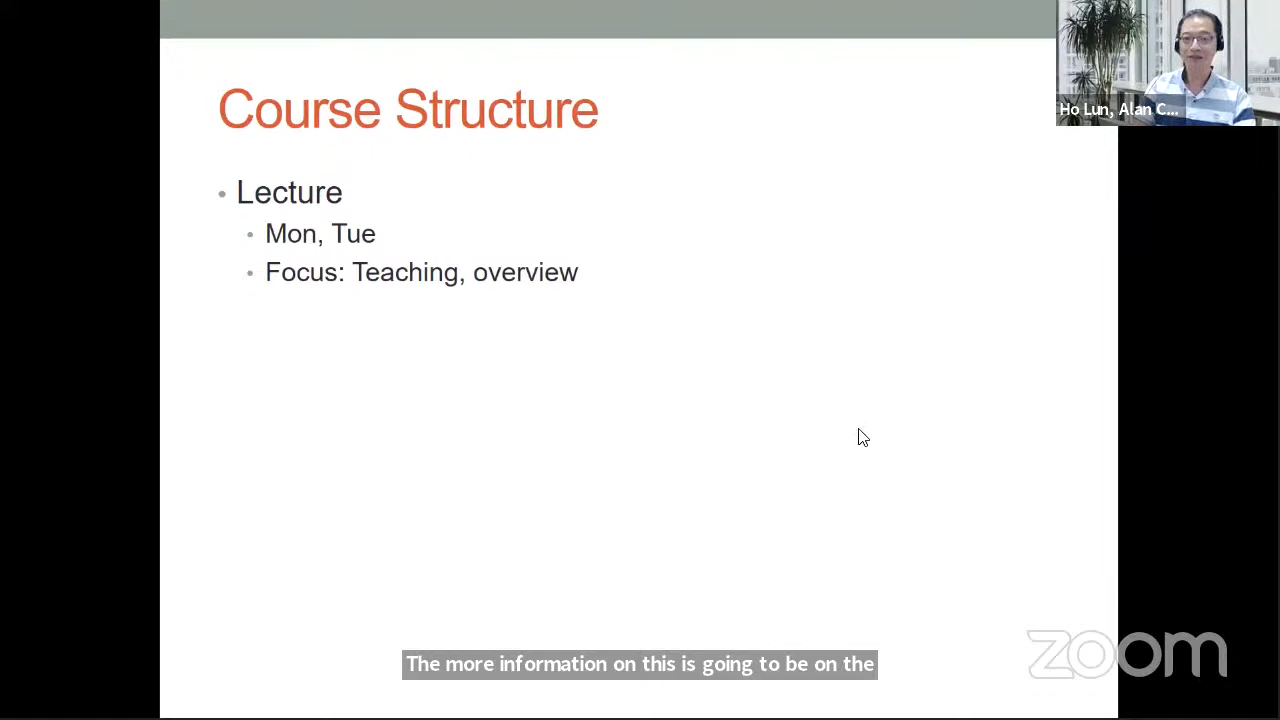 Course Structure
Ho Lun, Alan C...
• Lecture
• Mon, Tue
• Focus: Teaching, overview
The more information on this is going to be on the
zoom